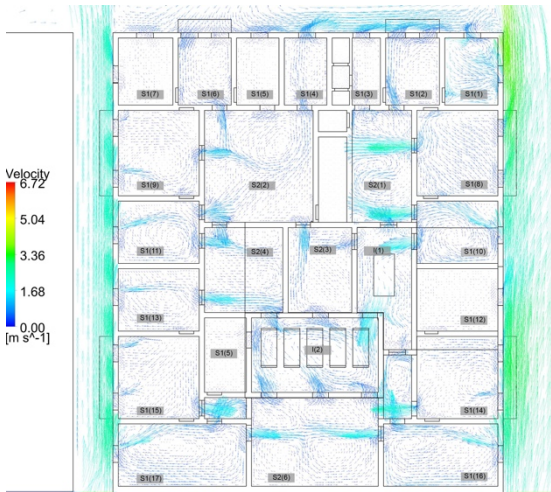 S1(7) S1(6) S1(5) S1(4) S1(3) S1(2) S1(1)
Velocity
6.72
5.04
3.36
1.68
0.00
[m s^-1]
S1(9) S2(2) S2(1) S1(8)
S1(11) S2(4) S2(3) I(1) S1(10)
S1(13) S1(12)
S1(5) I(2)
S1(15) S1(14)
S1(17) S2(6) S1(16)